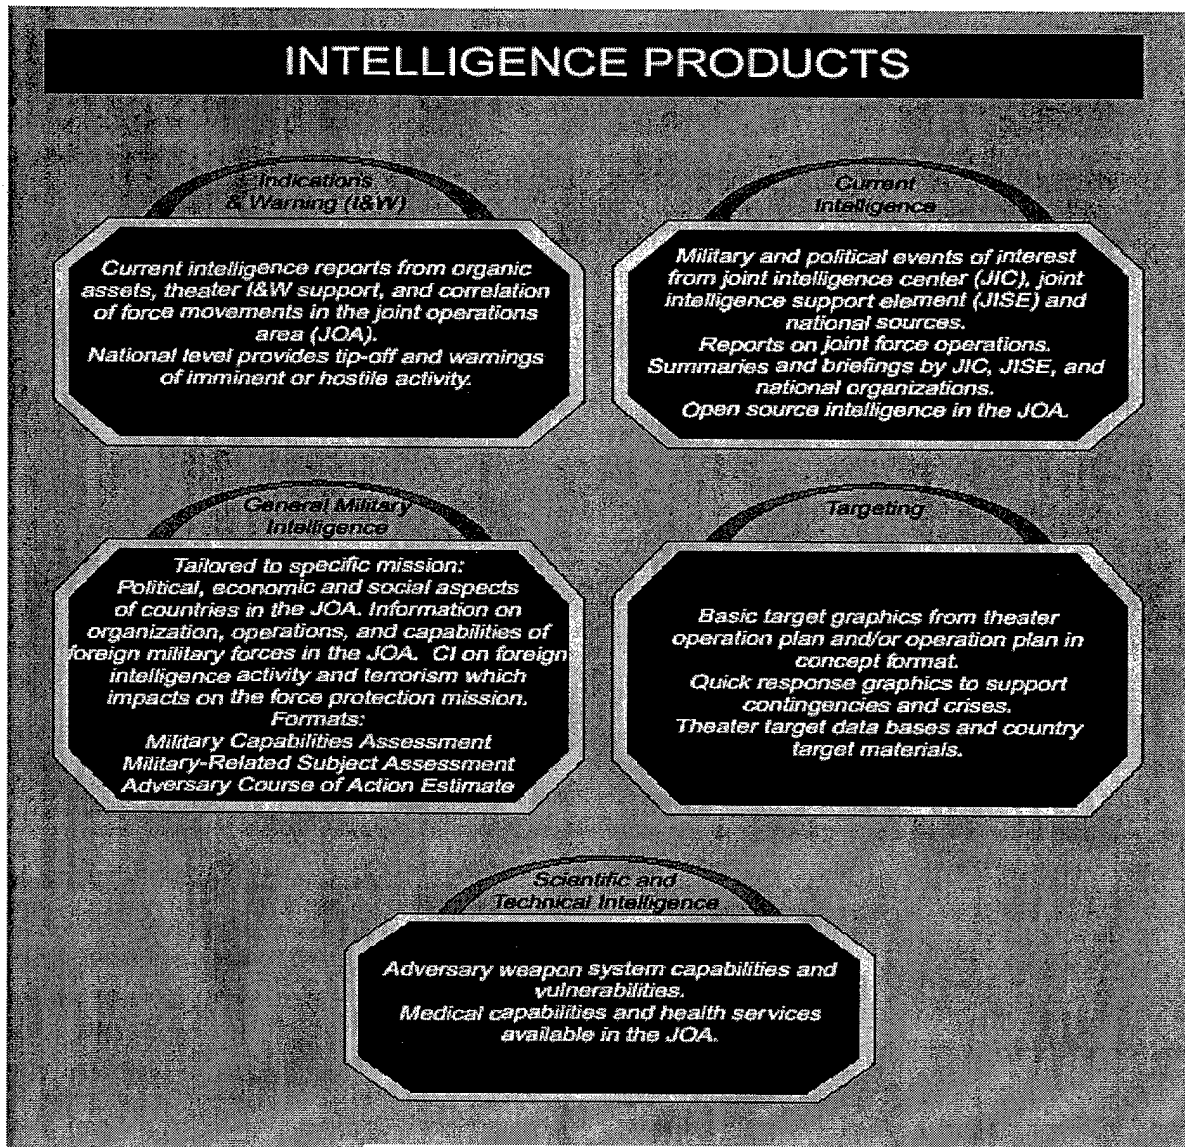 INTELLIGENCE PRODUCTS
Indications
& Warning (I&W)
Current intelligence reports from organic
assets, theater I&W support, and correlation
of force movements in the joint operations
area (JOA).
National level provides tip-off and warnings
of imminent or hostile activity.
Current
Intelligence
Military and political events of interest
from joint intelligence center (JIC), joint
intelligence support element (JISE) and
national sources.
Reports on joint force operations.
Summaries and briefings by JIC, JISE, and
national organizations.
Open source intelligence in the JOA.
General Military
Intelligence
Tailored to specific mission:
Political, economic and social aspects
of countries in the JOA. Information on
organization, operations, and capabilities of
foreign military forces in the JOA. CI on foreign
intelligence activity and terrorism which
impacts on the force protection mission.
Formats:
Military Capabilities Assessment
Military-Related Subject Assessment
Adversary Course of Action Estimate
Targeting
Basic target graphics from theater
operation plan and/or operation plan in
concept format.
Quick response graphics to support
contingencies and crises.
Theater target data bases and country
target materials.
Scientific and
Technical Intelligence
Adversary weapon system capabilities and
vulnerabilities.
Medical capabilities and health services
available in the JOA.